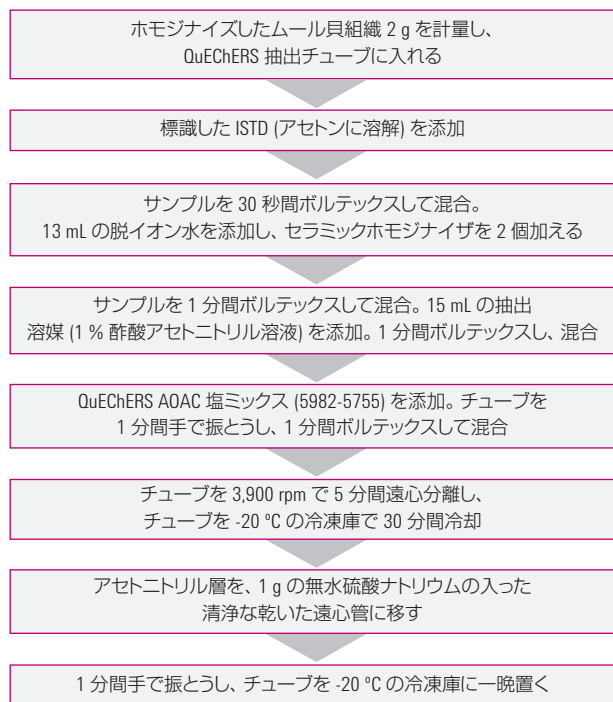 ホモジナイズしたムール貝組織 2 g を計量し、
QuEChERS 抽出チューブに入れる
標識した ISTD (アセトンに溶解) を添加
サンプルを 30 秒間ボルテックスして混合。
13 mL の脱イオン水を添加し、セラミックホモジナイザを 2 個加える
サンプルを 1 分間ボルテックスして混合。15 mL の抽出
溶媒 (1 % 酢酸アセトニトリル溶液) を添加。1 分間ボルテックスし、混合
QuEChERS AOAC 塩ミックス (5982-5755) を添加。チューブを
1 分間手で振とうし、1 分間ボルテックスして混合
チューブを 3,900 rpm で 5 分間遠心分離し、
チューブを -20 ºC の冷凍庫で 30 分間冷却
アセトニトリル層を、1 g の無水硫酸ナトリウムの入った
清浄な乾いた遠心管に移す
1 分間手で振とうし、チューブを -20 ºC の冷凍庫に一晩置く